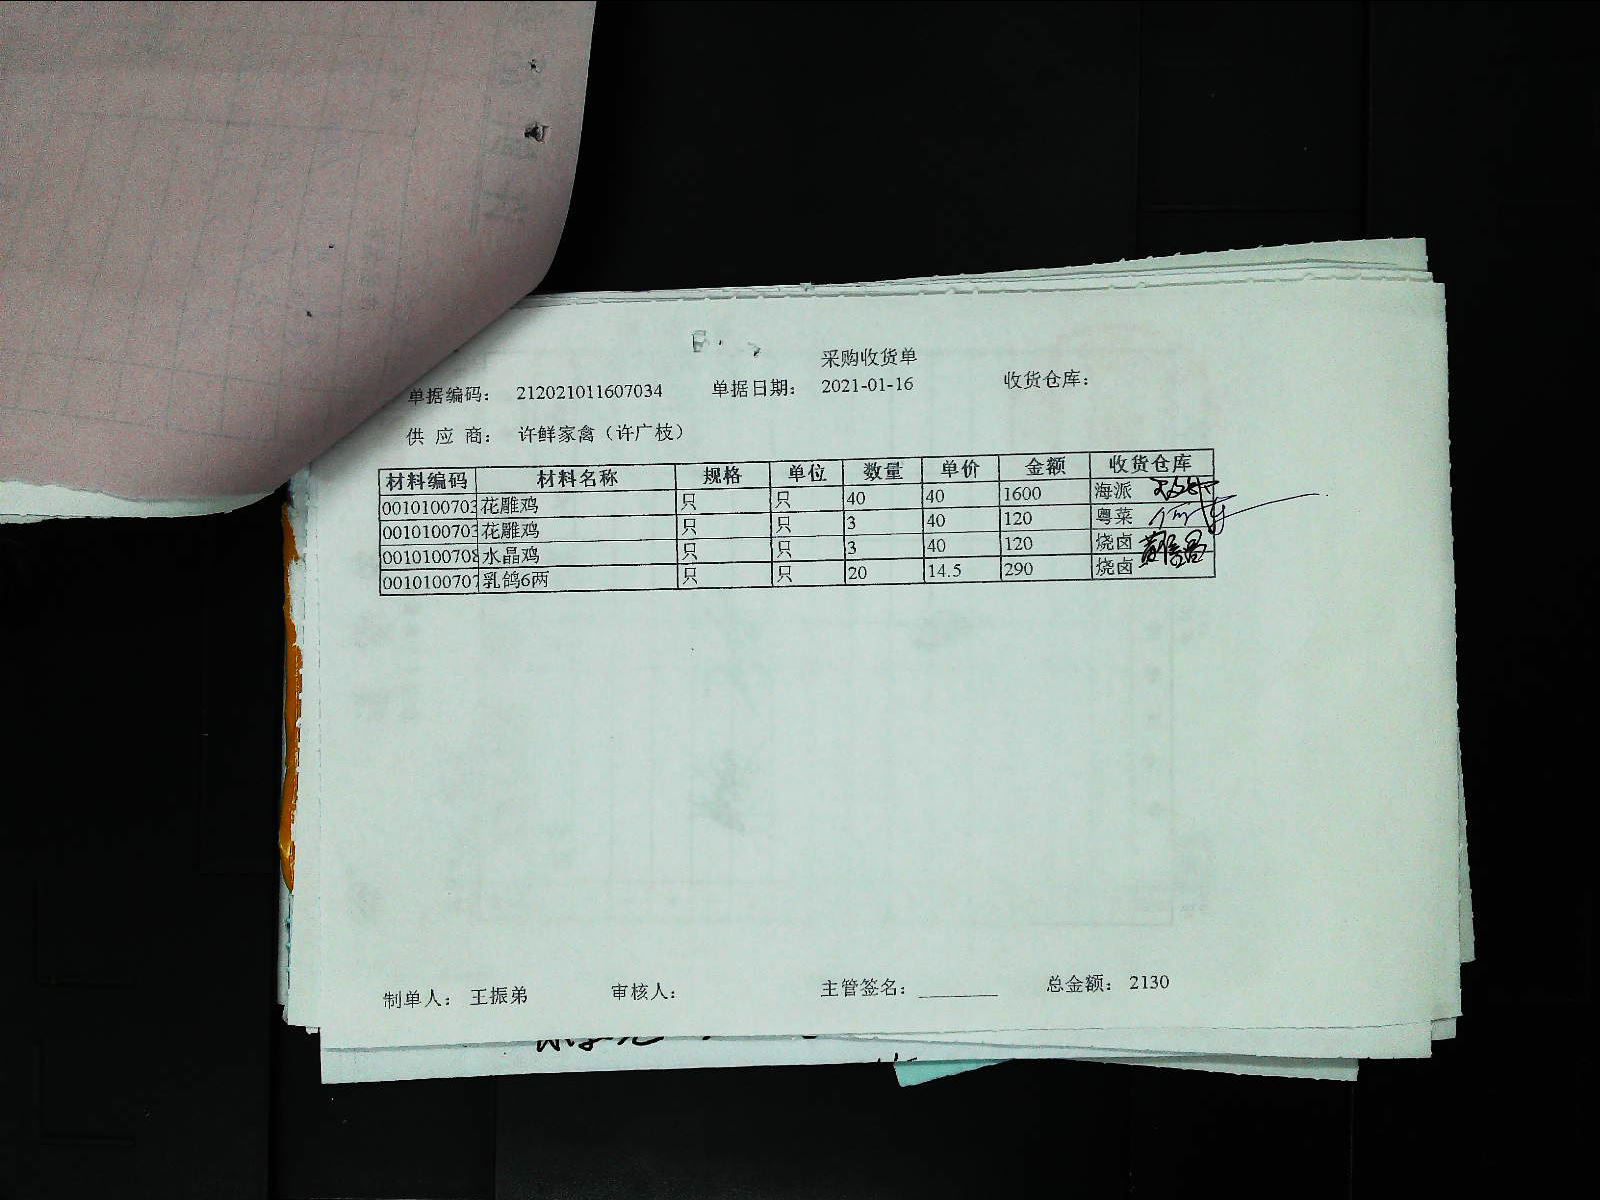 采购收货单
单据编码: 212021011607034 单据日期: 2021-01-16 收货仓库:
供 应 商: 许鲜家禽（许广枝）
材料编码 材料名称 规格 单位 数量 单价 金额 收货仓库
0010100703 花雕鸡 只 只 40 40 1600 海派
0010100703 花雕鸡 只 只 3 40 120 粤菜
0010100708 水晶鸡 只 只 3 40 120 烧卤
0010100707 乳鸽6两 只 只 20 14.5 290 烧卤
制单人: 王振弟 审核人: 主管签名: ________ 总金额: 2130